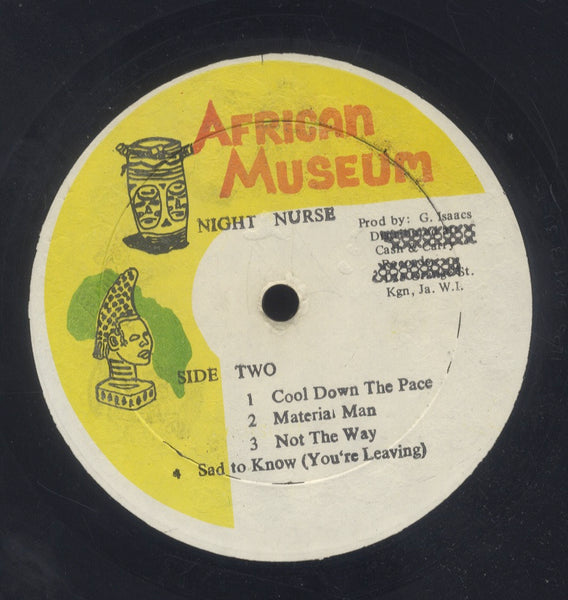 AFRICAN
MUSEUM
NIGHT NURSE
Prod by: G. Isaacs
Cash & Carry
Kgn, Ja. W.I.
SIDE TWO
1 Cool Down The Pace
2 Material Man
3 Not The Way
4 Sad to Know (You're Leaving)